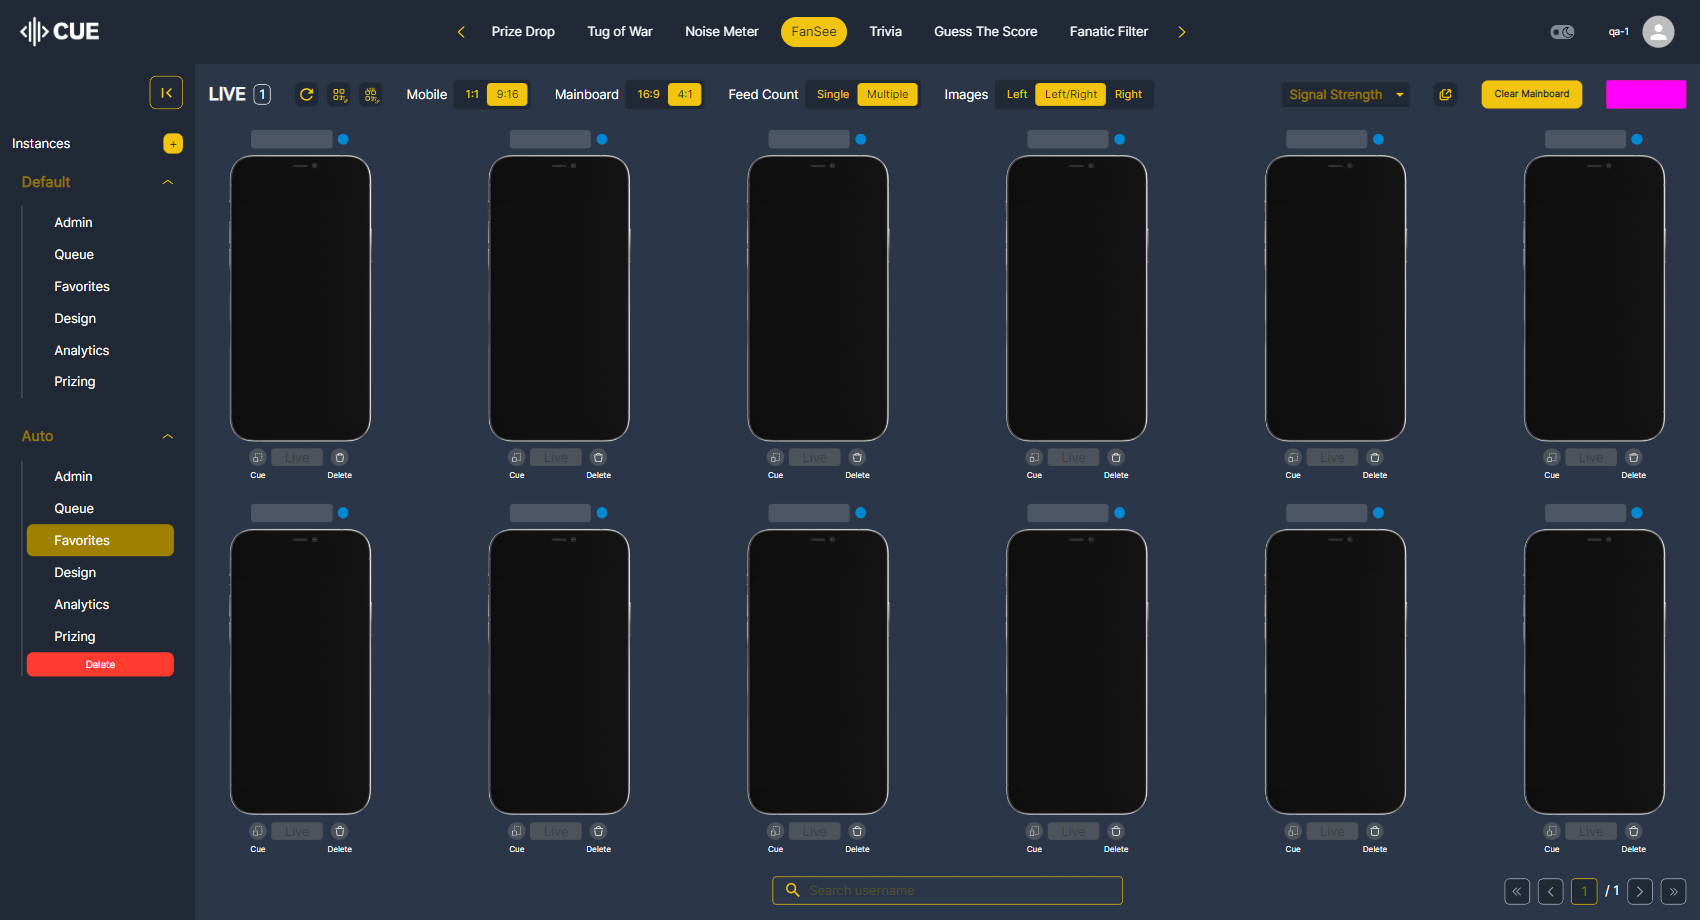 CUE
Prize Drop Tug of War Noise Meter FanSee Trivia Guess The Score Fanatic Filter
qa-1
LIVE 1 Mobile 1:1 9:16 Mainboard 16:9 4:1 Feed Count Single Multiple Images Left Left/Right Right Signal Strength Clear Mainboard
Instances +
Default
Admin
Queue
Favorites
Design
Analytics
Prizing
Auto
Admin
Queue
Favorites
Design
Analytics
Prizing
Delete
Live Live Live Live Live Live
Cue Delete Cue Delete Cue Delete Cue Delete Cue Delete Cue Delete
Live Live Live Live Live Live
Cue Delete Cue Delete Cue Delete Cue Delete Cue Delete Cue Delete
Search username
1 / 1